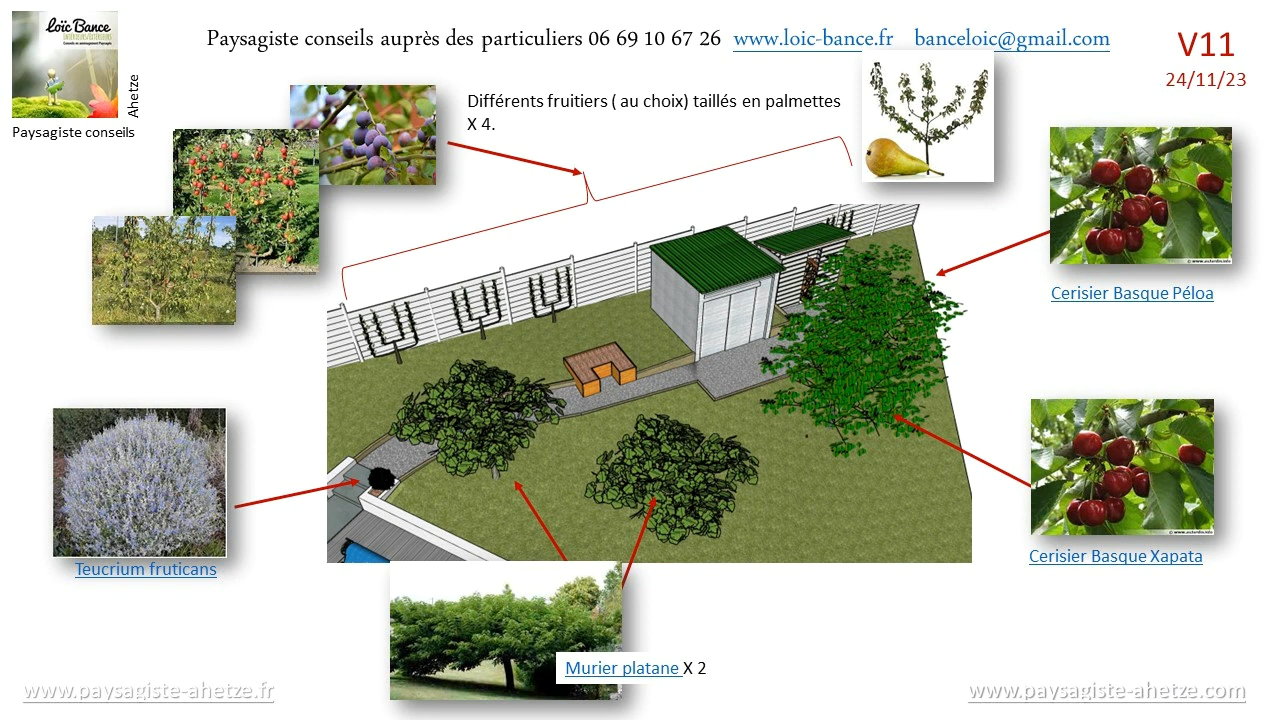 Loïc Bance
Paysagiste conseils auprès des particuliers 06 69 10 67 26 www.loic-bance.fr banceloic@gmail.com
V11
24/11/23
Ahetze
Paysagiste conseils
Différents fruitiers ( au choix) taillés en palmettes
X 4.
Cerisier Basque Péloa
Cerisier Basque Xapata
Teucrium fruticans
Murier platane X 2
www.paysagiste-ahetze.fr
www.paysagiste-ahetze.com